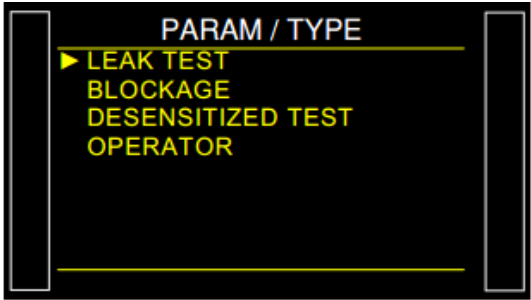 PARAM / TYPE
LEAK TEST
BLOCKAGE
DESENSITIZED TEST
OPERATOR